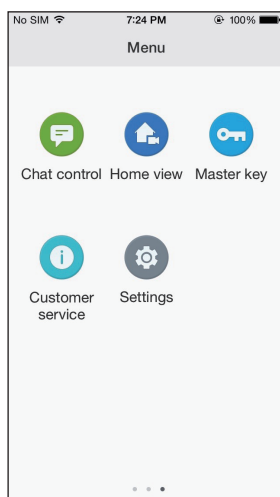 No SIM 7:24 PM 100%
Menu
Chat control Home view Master key
Customer Settings
service